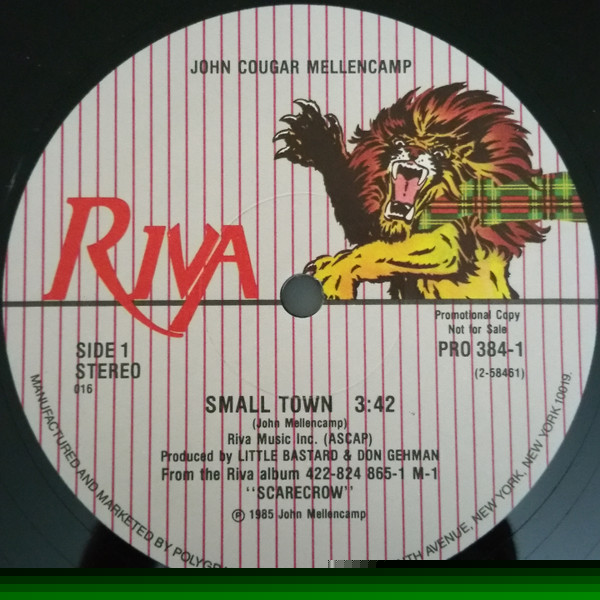 JOHN COUGAR MELLENCAMP
RIVA
Promotional Copy
Not for Sale
SIDE 1
PRO 384-1
STEREO
(2-58461)
016
SMALL TOWN 3:42
(John Mellencamp)
Riva Music Inc. (ASCAP)
Produced by LITTLE BASTARD & DON GEHMAN
From the Riva album 422-824 865-1 M-1
"SCARECROW"
Ⓟ 1985 John Mellencamp
MANUFACTURED AND MARKETED BY AVENUE, NEW YORK, NEW YORK 10019.